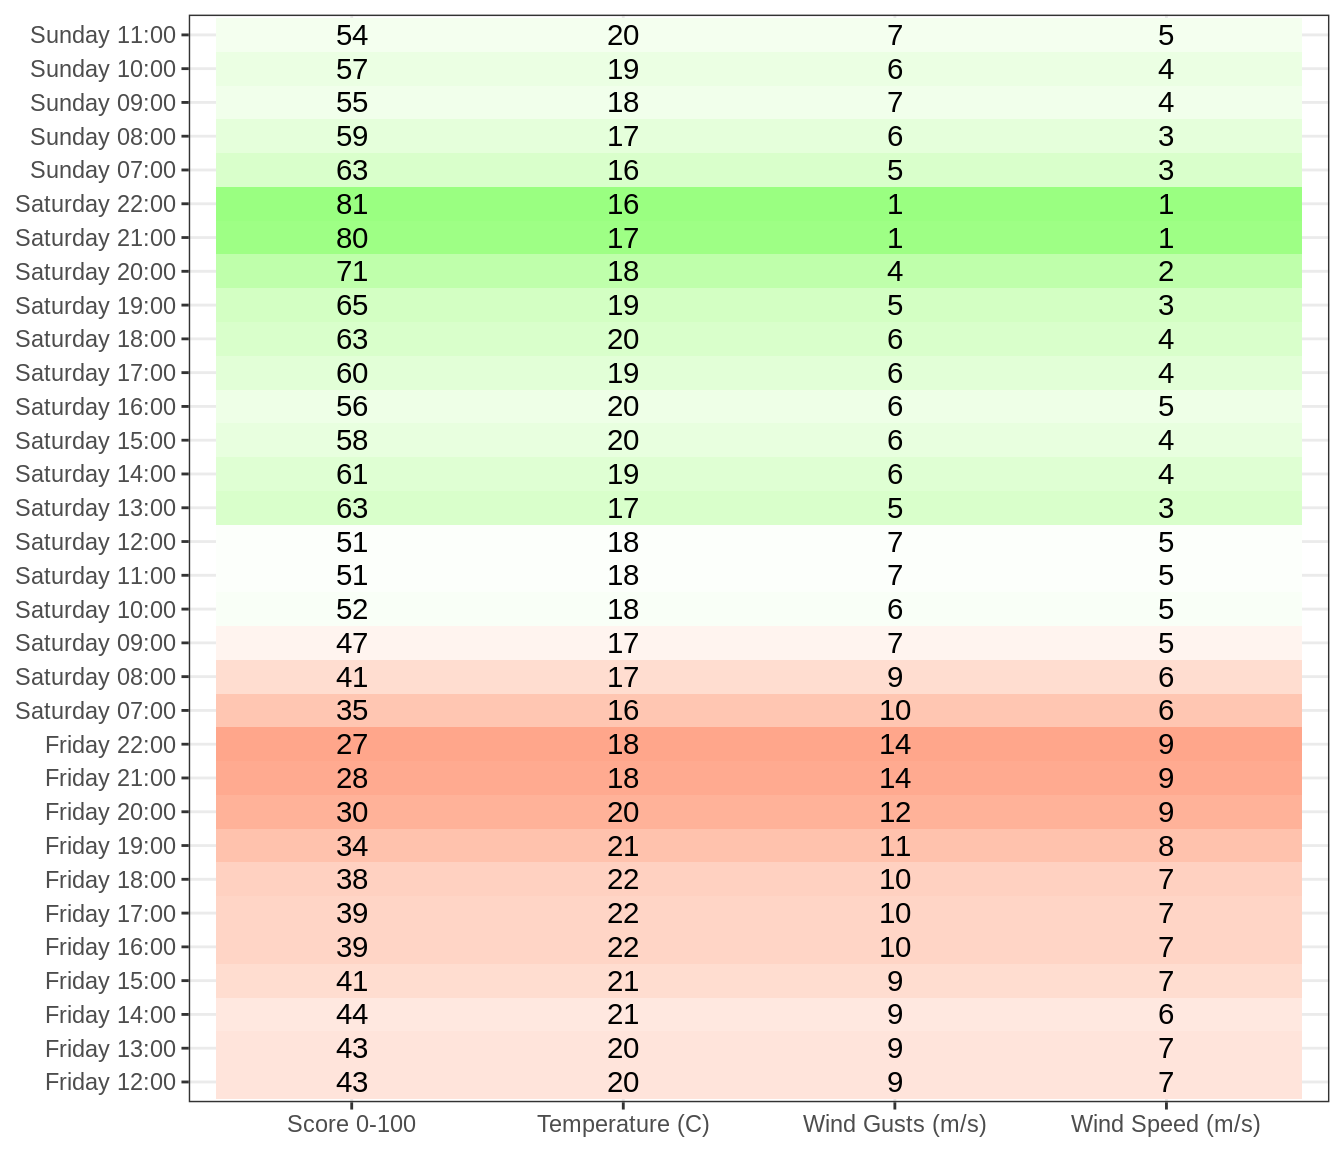 Sunday 11:00 54 20 7 5
Sunday 10:00 57 19 6 4
Sunday 09:00 55 18 7 4
Sunday 08:00 59 17 6 3
Sunday 07:00 63 16 5 3
Saturday 22:00 81 16 1 1
Saturday 21:00 80 17 1 1
Saturday 20:00 71 18 4 2
Saturday 19:00 65 19 5 3
Saturday 18:00 63 20 6 4
Saturday 17:00 60 19 6 4
Saturday 16:00 56 20 6 5
Saturday 15:00 58 20 6 4
Saturday 14:00 61 19 6 4
Saturday 13:00 63 17 5 3
Saturday 12:00 51 18 7 5
Saturday 11:00 51 18 7 5
Saturday 10:00 52 18 6 5
Saturday 09:00 47 17 7 5
Saturday 08:00 41 17 9 6
Saturday 07:00 35 16 10 6
Friday 22:00 27 18 14 9
Friday 21:00 28 18 14 9
Friday 20:00 30 20 12 9
Friday 19:00 34 21 11 8
Friday 18:00 38 22 10 7
Friday 17:00 39 22 10 7
Friday 16:00 39 22 10 7
Friday 15:00 41 21 9 7
Friday 14:00 44 21 9 6
Friday 13:00 43 20 9 7
Friday 12:00 43 20 9 7
Score 0-100 Temperature (C) Wind Gusts (m/s) Wind Speed (m/s)